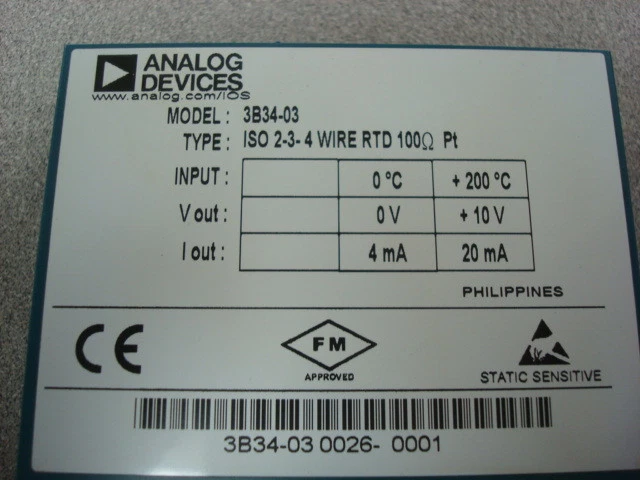 ANALOG
DEVICES
www.analog.com/IOS
MODEL : 3B34-03
TYPE : ISO 2-3-4 WIRE RTD 100Ω Pt
INPUT : 0 ºC + 200 ºC
V out : 0 V + 10 V
I out : 4 mA 20 mA
PHILIPPINES
CE
FM
APPROVED
STATIC SENSITIVE
3B34-03 0026- 0001